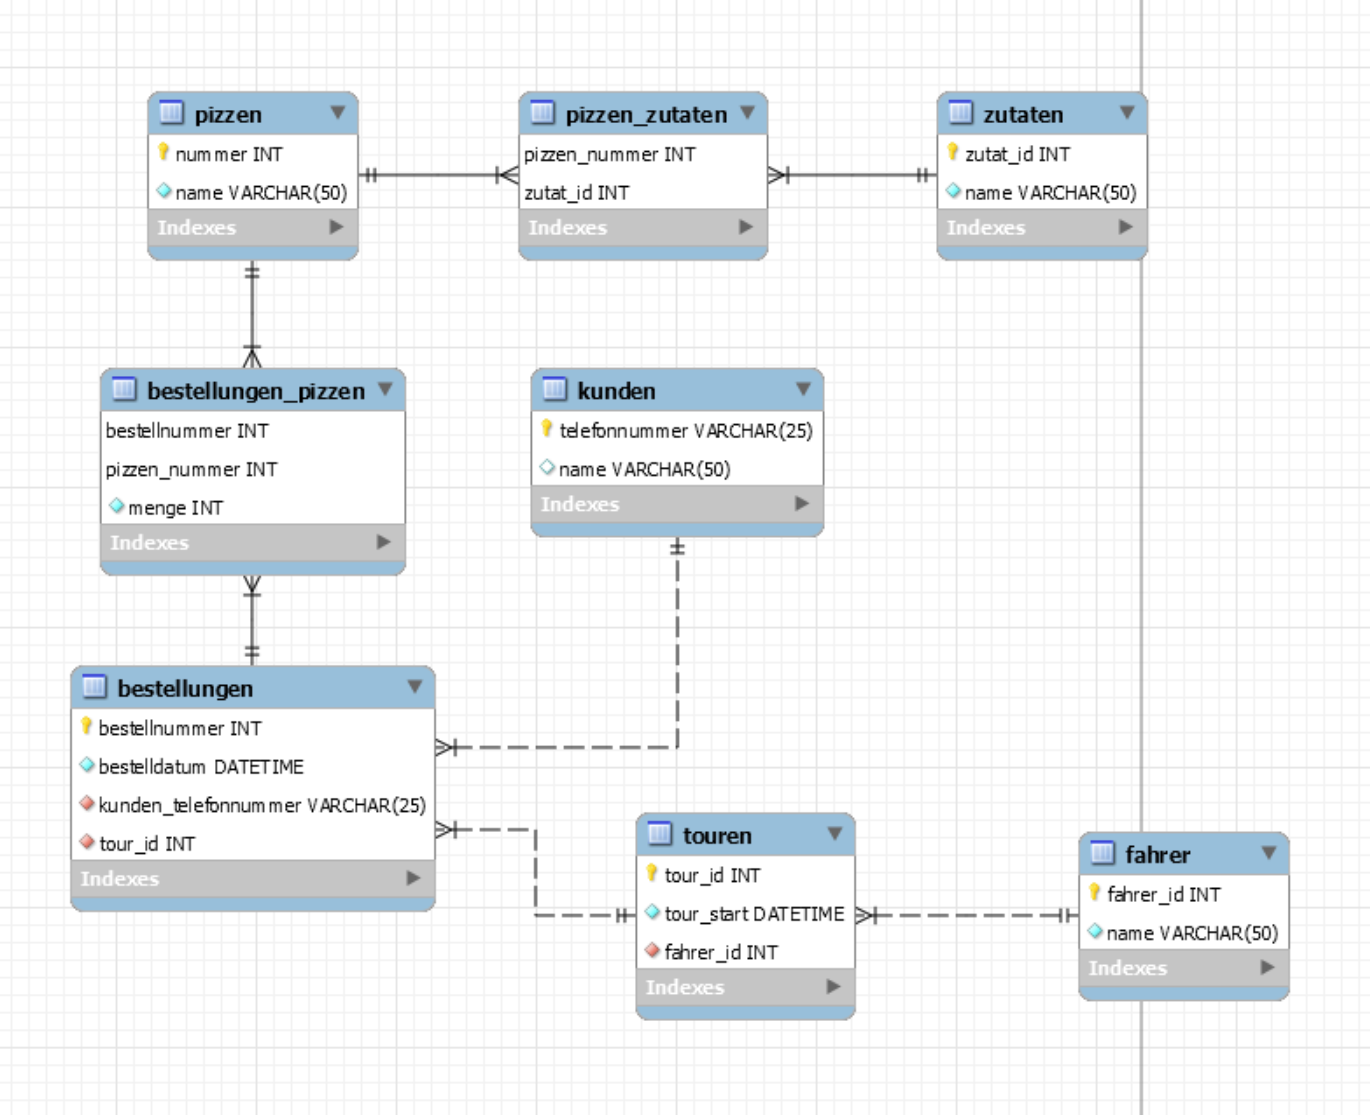 pizzen
nummer INT
name VARCHAR(50)
Indexes
pizzen_zutaten
pizzen_nummer INT
zutat_id INT
Indexes
zutaten
zutat_id INT
name VARCHAR(50)
Indexes
bestellungen_pizzen
bestellnummer INT
pizzen_nummer INT
menge INT
Indexes
kunden
telefonnummer VARCHAR(25)
name VARCHAR(50)
Indexes
bestellungen
bestellnummer INT
bestelldatum DATETIME
kunden_telefonnummer VARCHAR(25)
tour_id INT
Indexes
touren
tour_id INT
tour_start DATETIME
fahrer_id INT
Indexes
fahrer
fahrer_id INT
name VARCHAR(50)
Indexes